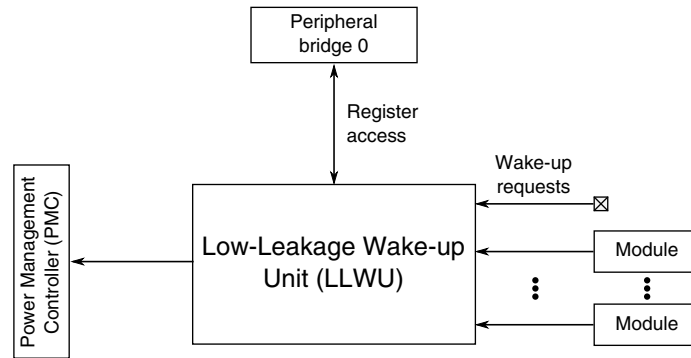 Peripheral
bridge 0
Register
access
Wake-up
requests
Power Management
Controller (PMC)
Low-Leakage Wake-up
Unit (LLWU)
Module
Module